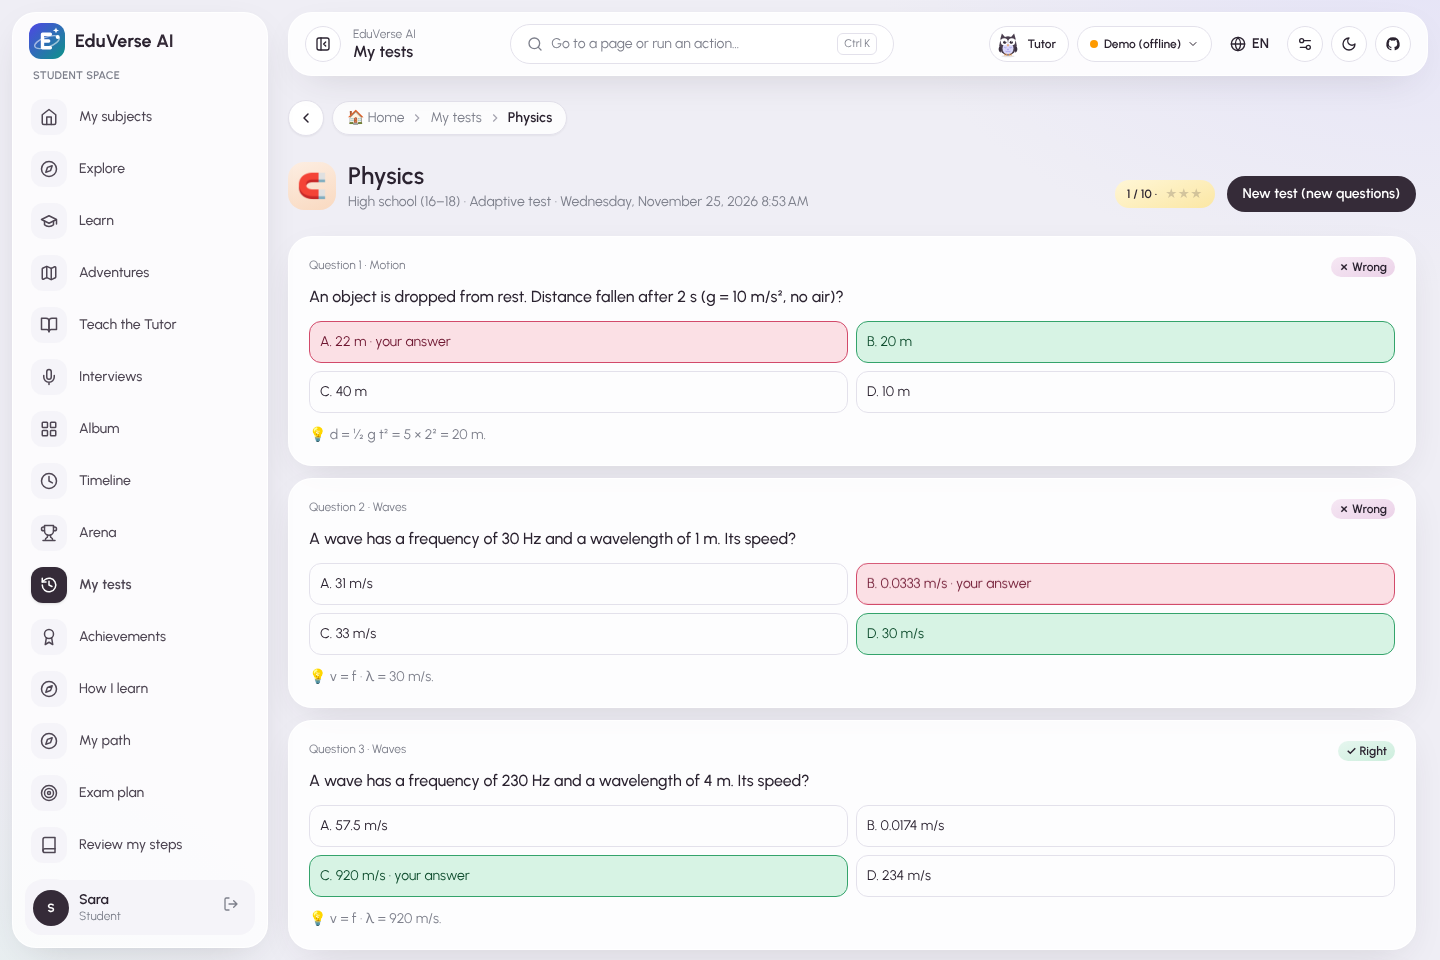 EduVerse AI
STUDENT SPACE
My subjects
Explore
Learn
Adventures
Teach the Tutor
Interviews
Album
Timeline
Arena
My tests
Achievements
How I learn
My path
Exam plan
Review my steps
S
Sara
Student
EduVerse AI
My tests
Go to a page or run an action...
Ctrl K
Tutor
Demo (offline)
EN
Home
My tests
Physics
Physics
High school (16–18) · Adaptive test · Wednesday, November 25, 2026 8:53 AM
1 / 10 · ★★★
New test (new questions)
Question 1 · Motion
× Wrong
An object is dropped from rest. Distance fallen after 2 s (g = 10 m/s², no air)?
A. 22 m · your answer
B. 20 m
C. 40 m
D. 10 m
💡 d = ½ g t² = 5 × 2² = 20 m.
Question 2 · Waves
× Wrong
A wave has a frequency of 30 Hz and a wavelength of 1 m. Its speed?
A. 31 m/s
B. 0.0333 m/s · your answer
C. 33 m/s
D. 30 m/s
💡 v = f · λ = 30 m/s.
Question 3 · Waves
✓ Right
A wave has a frequency of 230 Hz and a wavelength of 4 m. Its speed?
A. 57.5 m/s
B. 0.0174 m/s
C. 920 m/s · your answer
D. 234 m/s
💡 v = f · λ = 920 m/s.